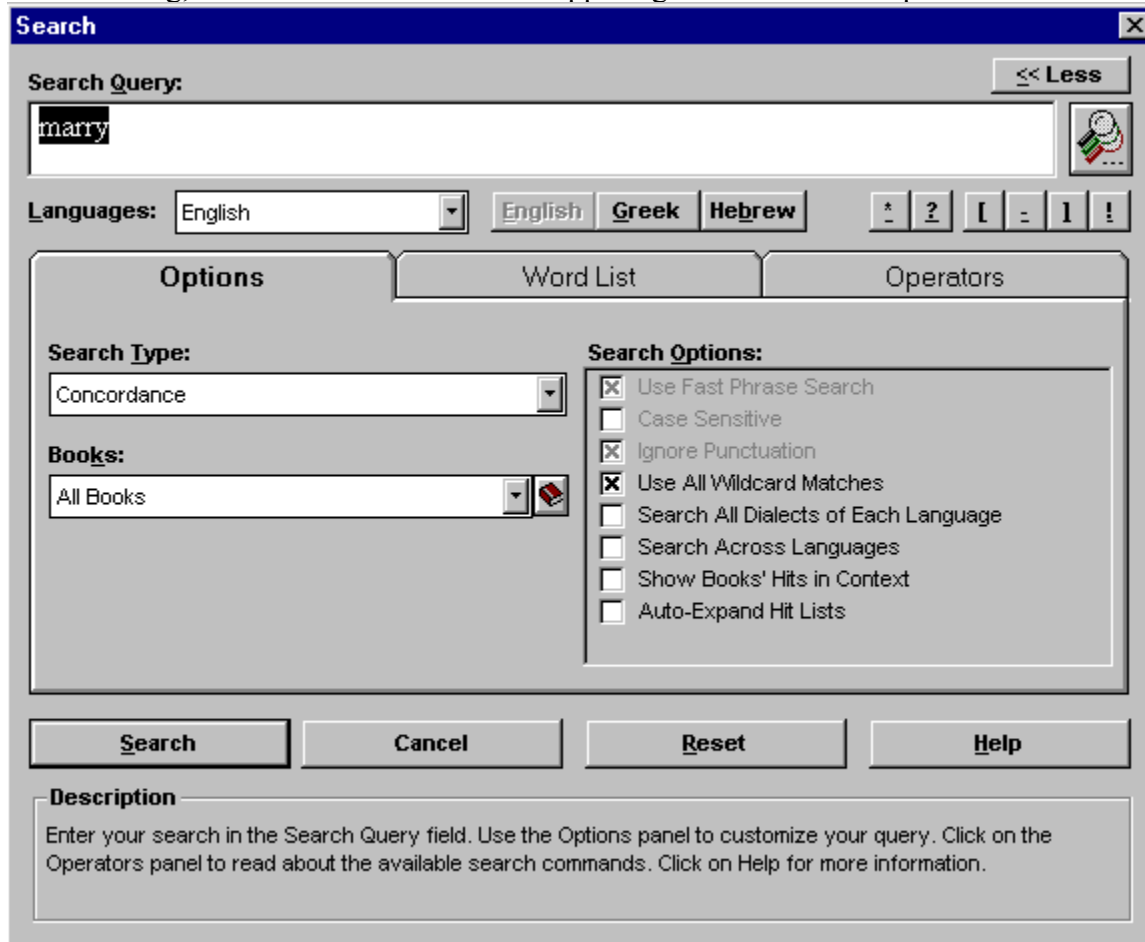 Search
<< Less
Search Query:
marry
...
Languages: English English Greek Hebrew * ? [ - ] !
Options Word List Operators
Search Type: Search Options:
Concordance
Use Fast Phrase Search
Case Sensitive
Books:
Ignore Punctuation
All Books
Use All Wildcard Matches
Search All Dialects of Each Language
Search Across Languages
Show Books' Hits in Context
Auto-Expand Hit Lists
Search Cancel Reset Help
Description
Enter your search in the Search Query field. Use the Options panel to customize your query. Click on the
Operators panel to read about the available search commands. Click on Help for more information.